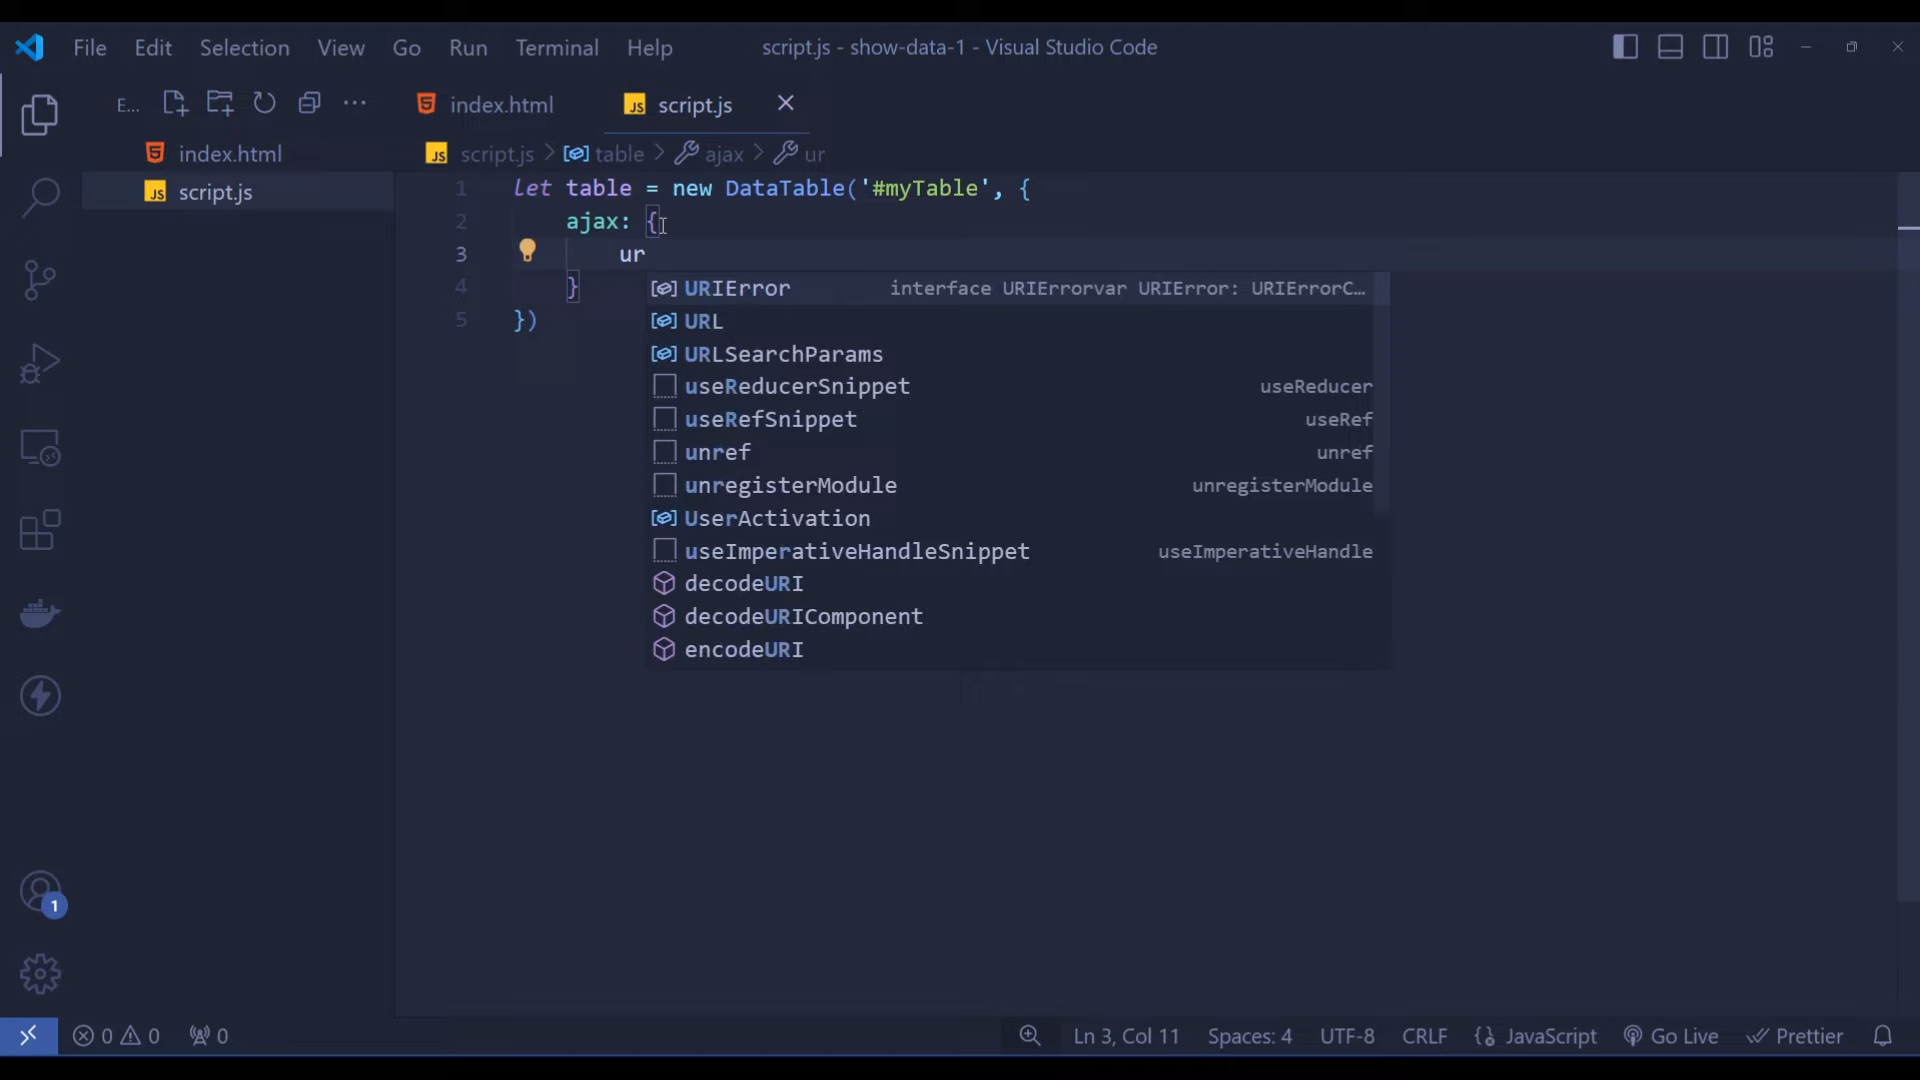 File Edit Selection View Go Run Terminal Help script.js - show-data-1 - Visual Studio Code
E... index.html JS script.js
index.html JS script.js > table > ajax > ur
JS script.js
1 let table = new DataTable('#myTable', {
2 ajax: {
3 ur
4 }
5 })
URIError interface URIErrorvar URIError: URIErrorC…
URL
URLSearchParams
useReducerSnippet useReducer
useRefSnippet useRef
unref unref
unregisterModule unregisterModule
UserActivation
useImperativeHandleSnippet useImperativeHandle
decodeURI
decodeURIComponent
encodeURI
1
0 0 0 Ln 3, Col 11 Spaces: 4 UTF-8 CRLF {} JavaScript Go Live Prettier